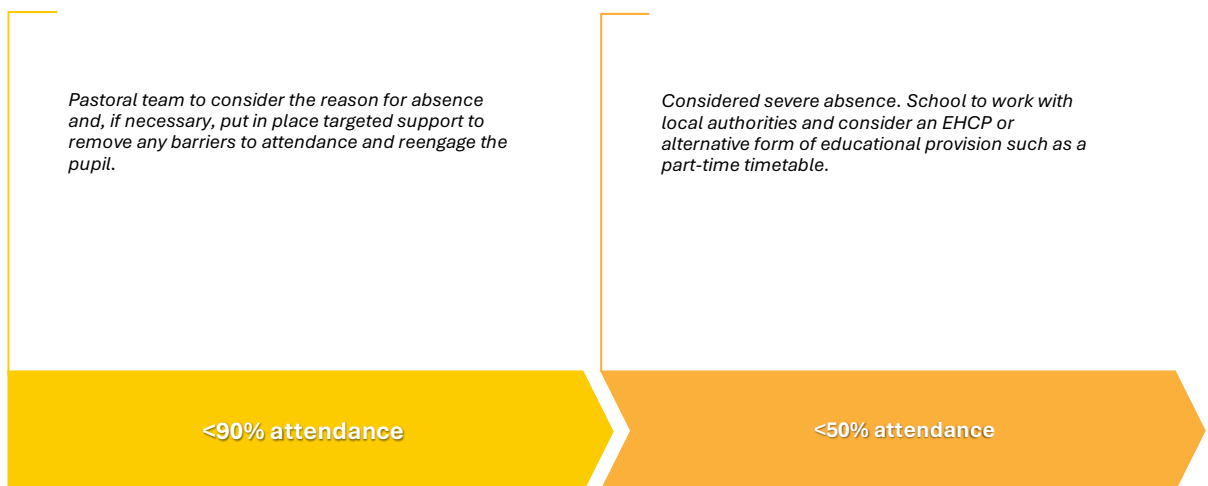 Pastoral team to consider the reason for absence
and, if necessary, put in place targeted support to
remove any barriers to attendance and reengage the
pupil.
Considered severe absence. School to work with
local authorities and consider an EHCP or
alternative form of educational provision such as a
part-time timetable.
<90% attendance
<50% attendance